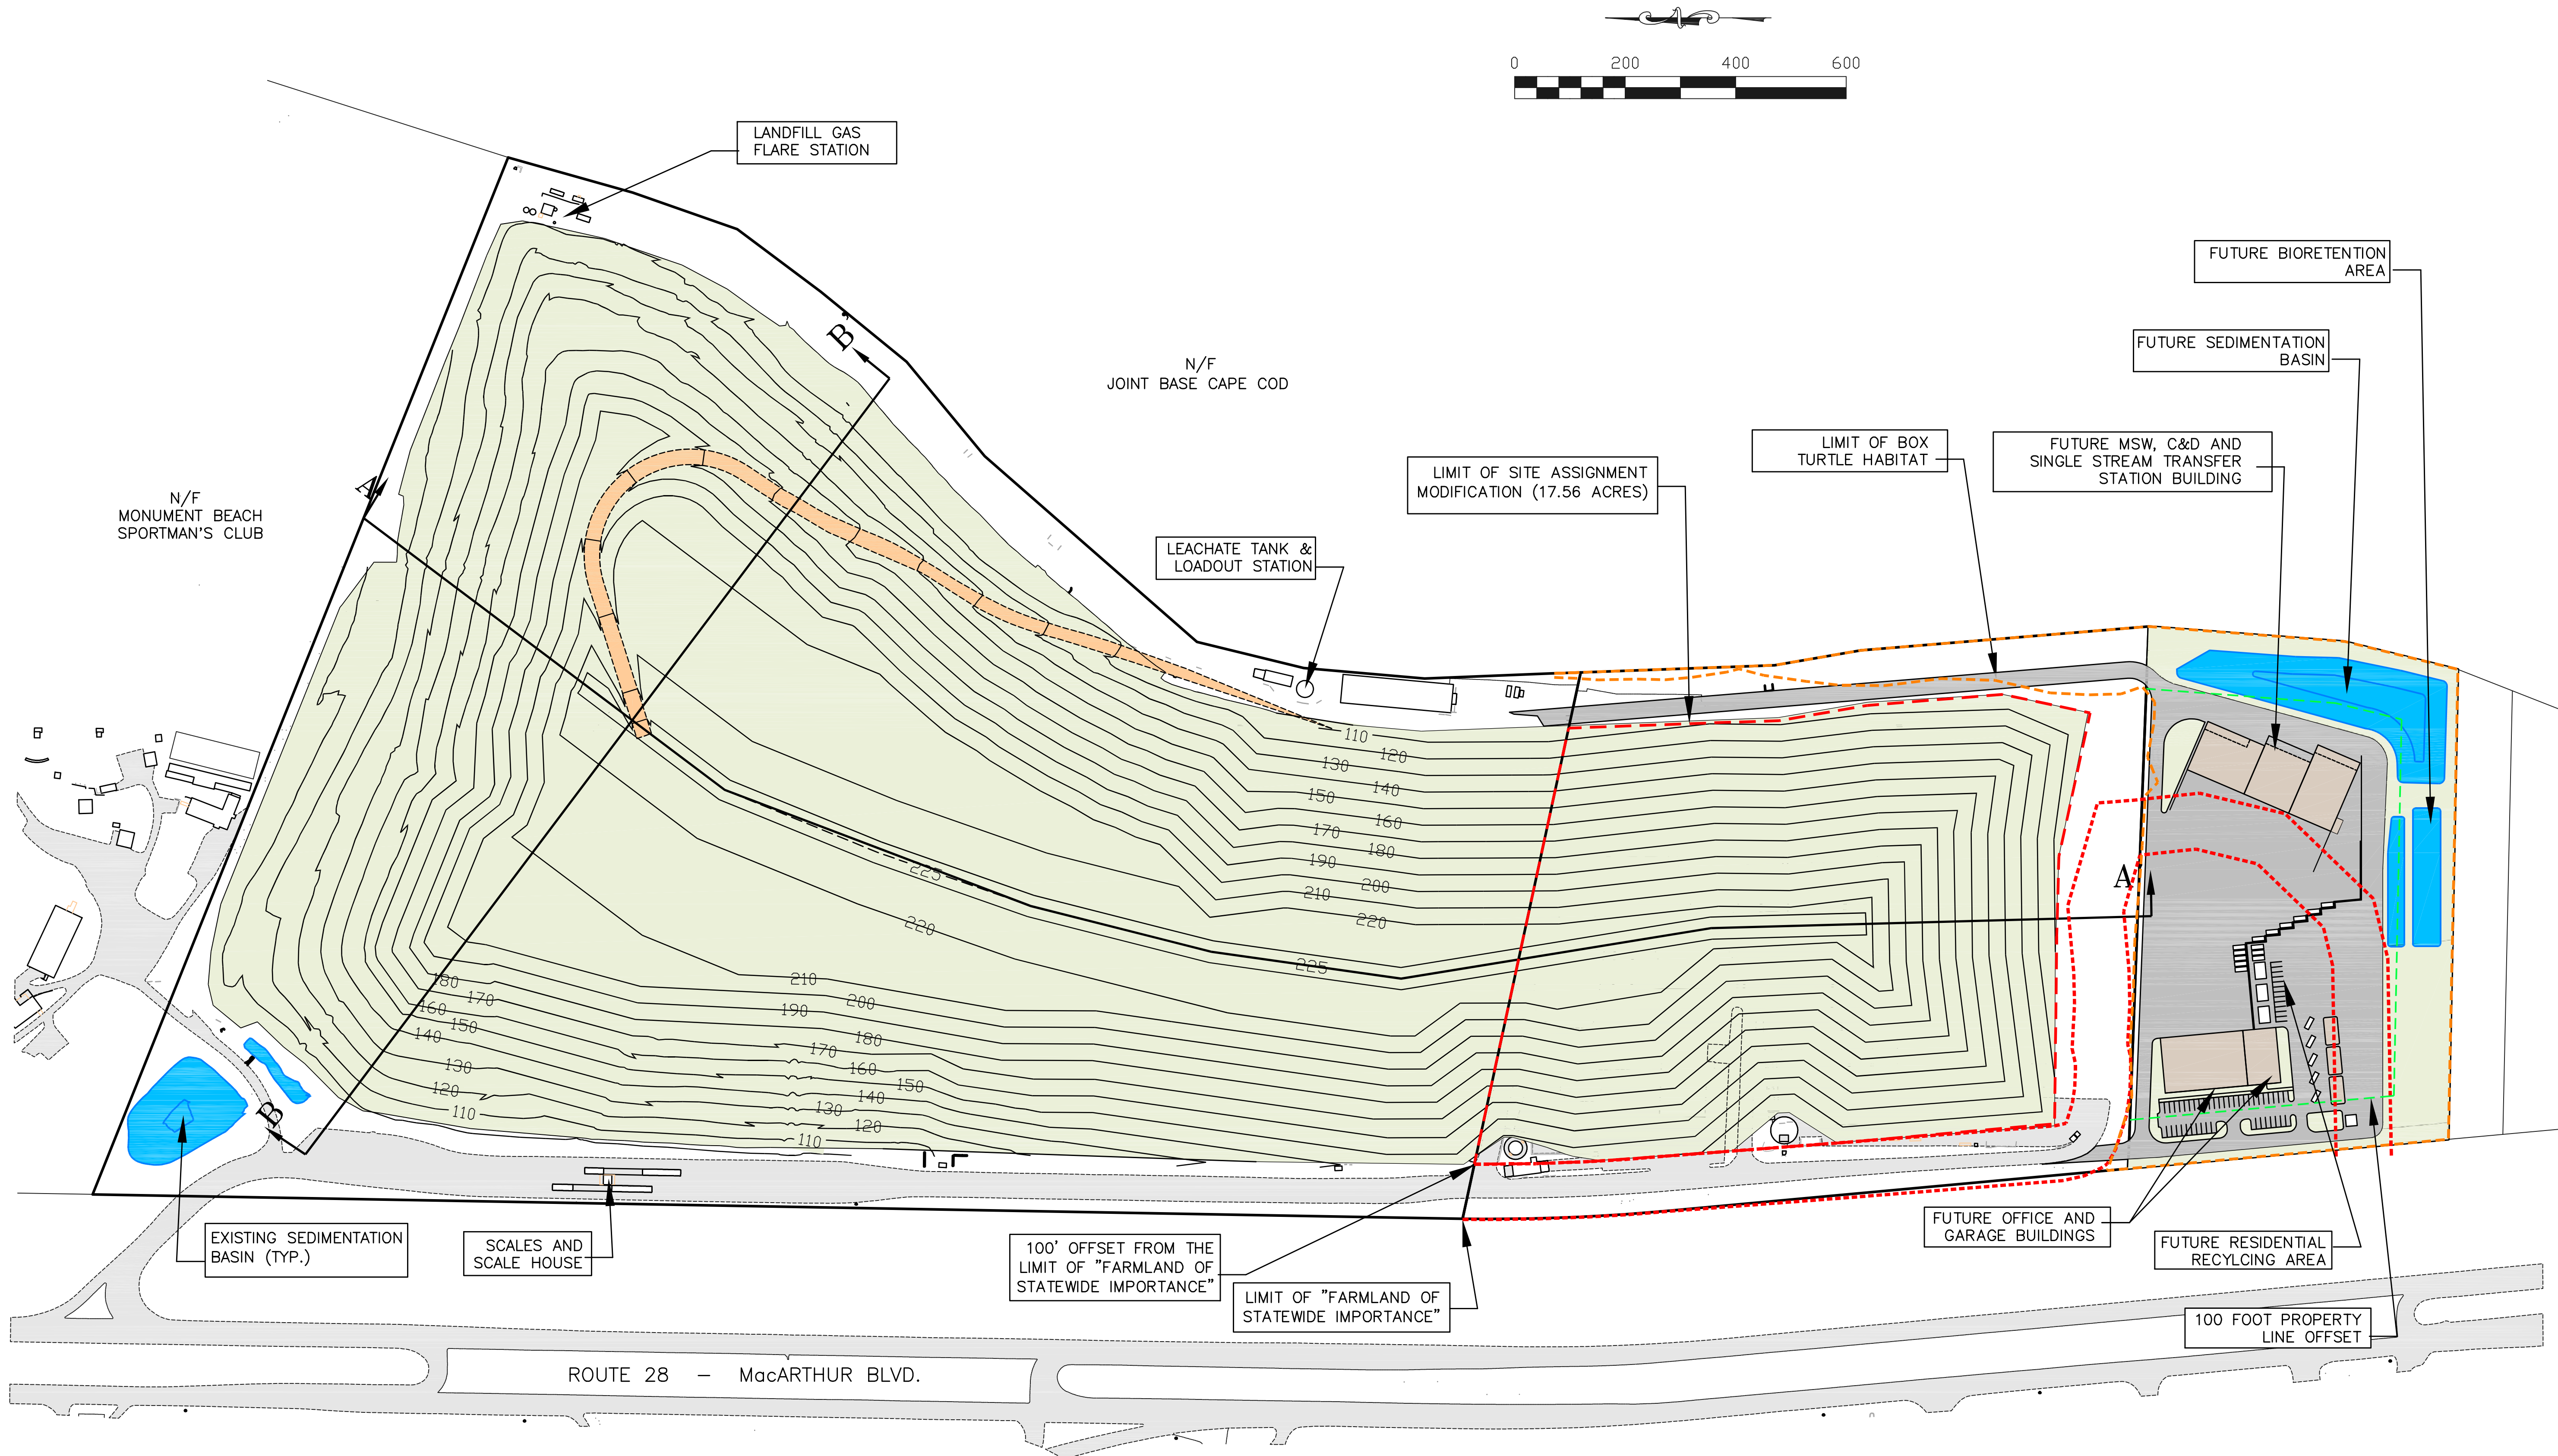 0 200 400 600
LANDFILL GAS
FLARE STATION
FUTURE BIORETENTION
AREA
FUTURE SEDIMENTATION
BASIN
B'
N/F
JOINT BASE CAPE COD
LIMIT OF BOX
TURTLE HABITAT
FUTURE MSW, C&D AND
SINGLE STREAM TRANSFER
STATION BUILDING
LIMIT OF SITE ASSIGNMENT
MODIFICATION (17.56 ACRES)
A
N/F
MONUMENT BEACH
SPORTMAN'S CLUB
LEACHATE TANK &
LOADOUT STATION
110
120
130
140
150
160
170
180
190
200
210
220
225
220
225
A'
210
200
190
180
170
160
150
140
130
120
110
180
170
160
150
140
130
120
110
B
EXISTING SEDIMENTATION
BASIN (TYP.)
SCALES AND
SCALE HOUSE
100' OFFSET FROM THE
LIMIT OF "FARMLAND OF
STATEWIDE IMPORTANCE"
LIMIT OF "FARMLAND OF
STATEWIDE IMPORTANCE"
FUTURE OFFICE AND
GARAGE BUILDINGS
FUTURE RESIDENTIAL
RECYLCING AREA
100 FOOT PROPERTY
LINE OFFSET
ROUTE 28 – MacARTHUR BLVD.